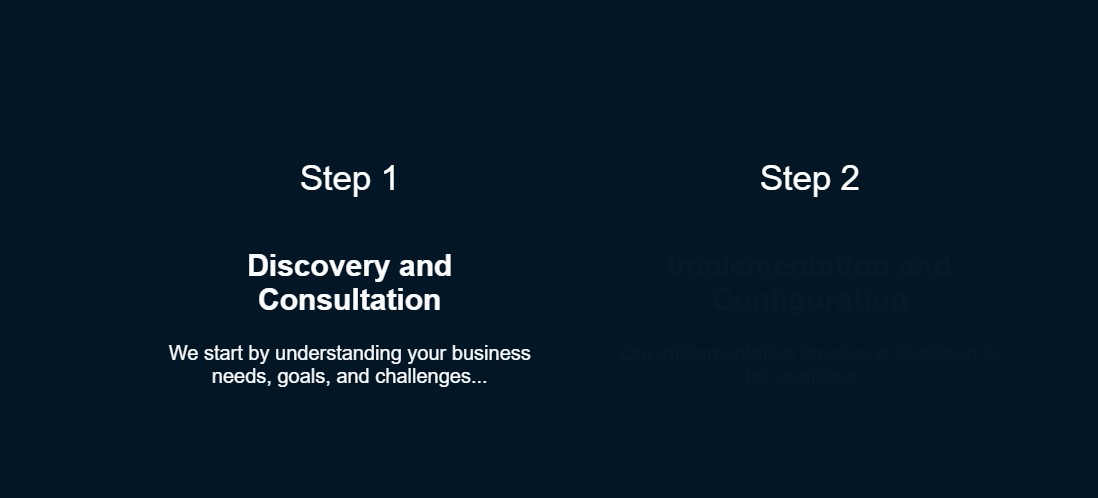 Step 1
Discovery and
Consultation
We start by understanding your business
needs, goals, and challenges...
Step 2
Implementation and
Configuration
Our implementation process is designed to
be seamless...